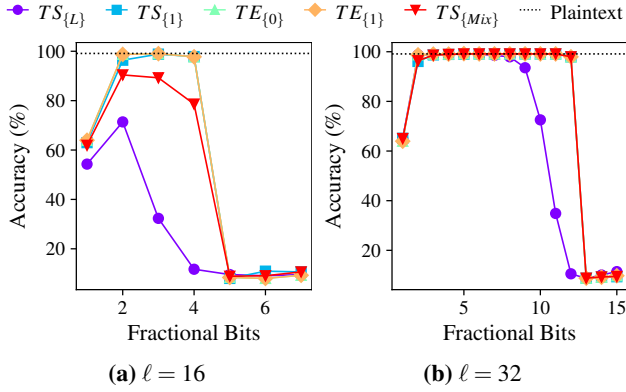 TS{L} TS{1} TE{0} TE{1} TS{Mix} Plaintext
100
80
60
40
20
Accuracy (%)
2 4 6
Fractional Bits
(a) ℓ = 16
100
80
60
40
20
Accuracy (%)
5 10 15
Fractional Bits
(b) ℓ = 32